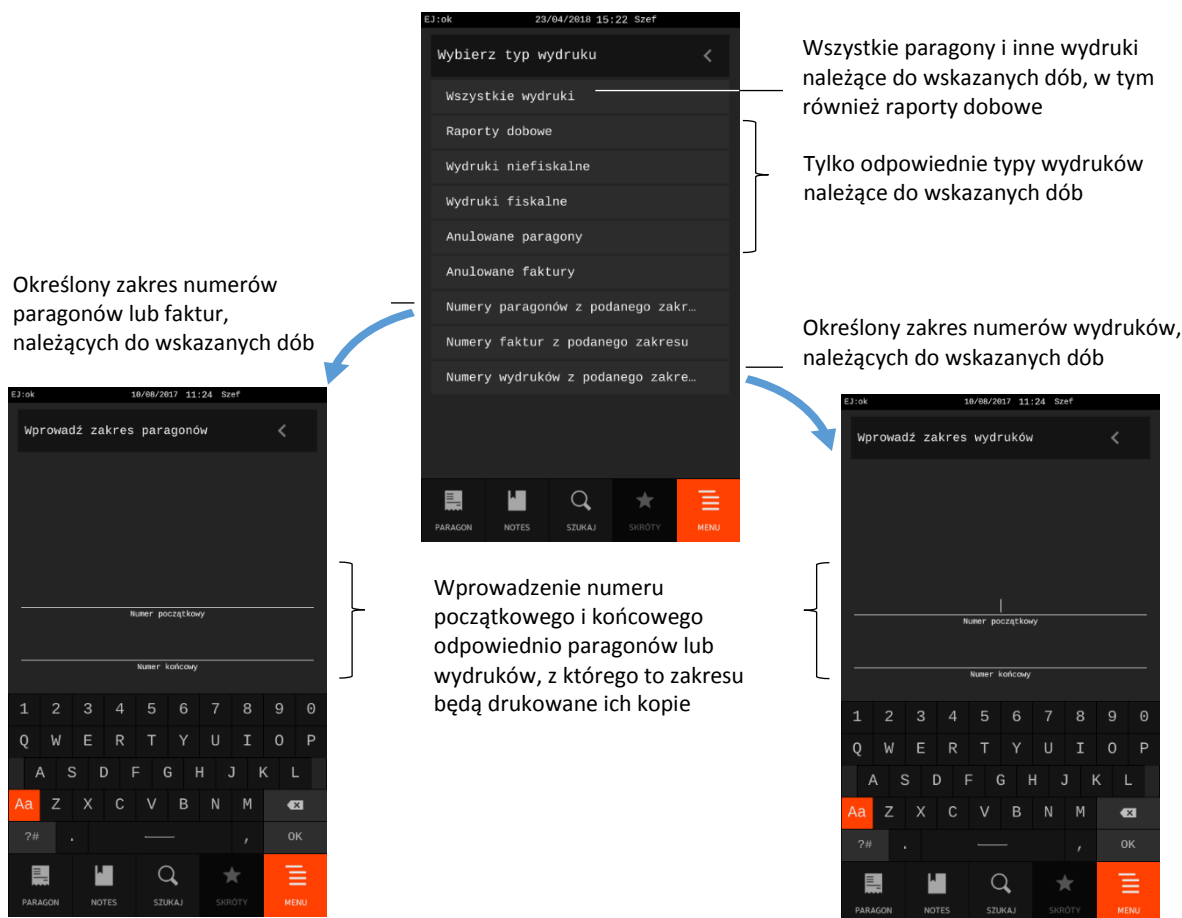 EJ:ok 23/04/2018 15:22 Szef
Wybierz typ wydruku
Wszystkie wydruki
Raporty dobowe
Wydruki niefiskalne
Wydruki fiskalne
Anulowane paragony
Anulowane faktury
Numery paragonów z podanego zakr…
Numery faktur z podanego zakresu
Numery wydruków z podanego zakre…
PARAGON NOTES SZUKAJ SKRÓTY MENU
Wszystkie paragony i inne wydruki
należące do wskazanych dób, w tym
również raporty dobowe
Tylko odpowiednie typy wydruków
należące do wskazanych dób
Określony zakres numerów
paragonów lub faktur,
należących do wskazanych dób
Określony zakres numerów wydruków,
należących do wskazanych dób
EJ:ok 10/08/2017 11:24 Szef
Wprowadź zakres paragonów
Numer początkowy
Numer końcowy
1 2 3 4 5 6 7 8 9 0
Q W E R T Y U I O P
A S D F G H J K L
Aa Z X C V B N M
?# . , OK
PARAGON NOTES SZUKAJ SKRÓTY MENU
Wprowadzenie numeru
początkowego i końcowego
odpowiednio paragonów lub
wydruków, z którego to zakresu
będą drukowane ich kopie
EJ:ok 10/08/2017 11:24 Szef
Wprowadź zakres wydruków
Numer początkowy
Numer końcowy
1 2 3 4 5 6 7 8 9 0
Q W E R T Y U I O P
A S D F G H J K L
Aa Z X C V B N M
?# . , OK
PARAGON NOTES SZUKAJ SKRÓTY MENU